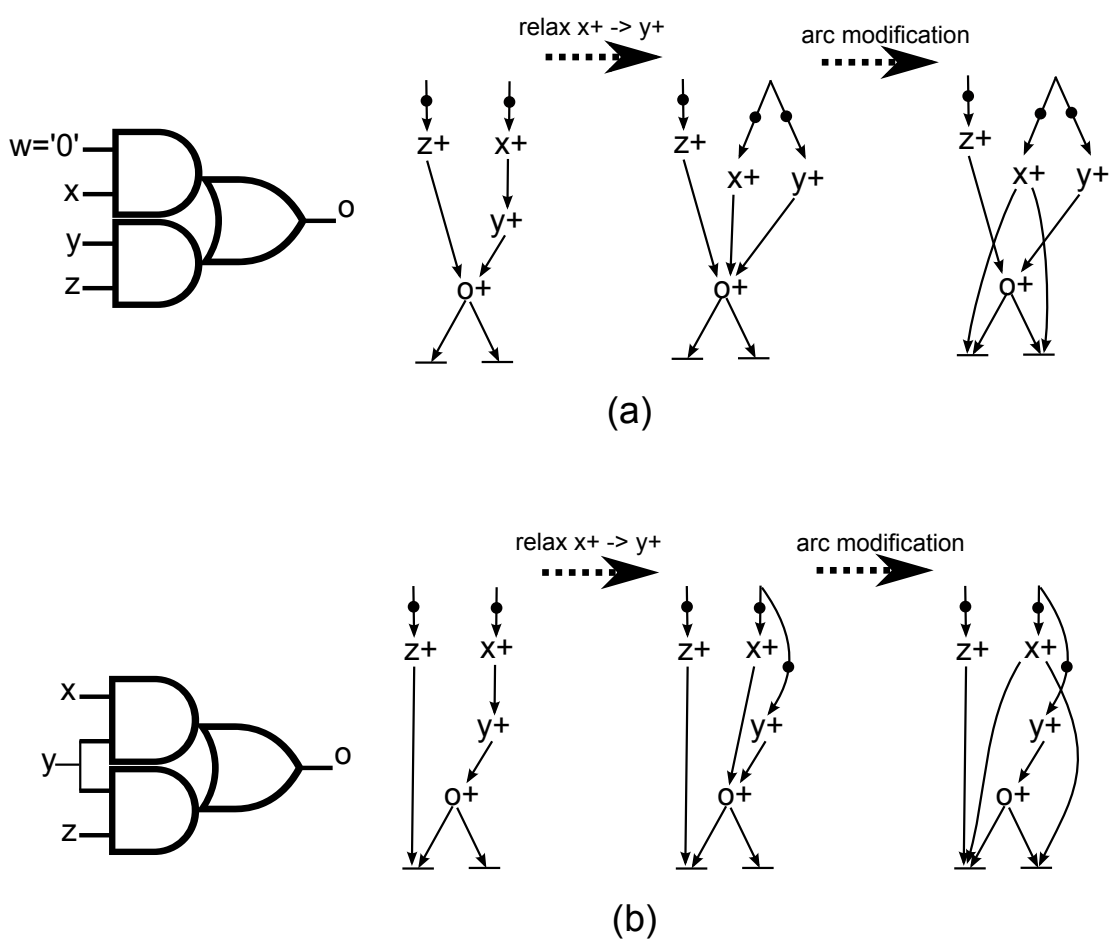 relax x+ -> y+
arc modification
w='0'
x
y
z
o
z+ x+
y+
o+
z+
x+ y+
o+
z+
x+ y+
o+
(a)
relax x+ -> y+
arc modification
x
y
z
o
z+ x+
y+
o+
z+ x+
y+
o+
z+ x+
y+
o+
(b)